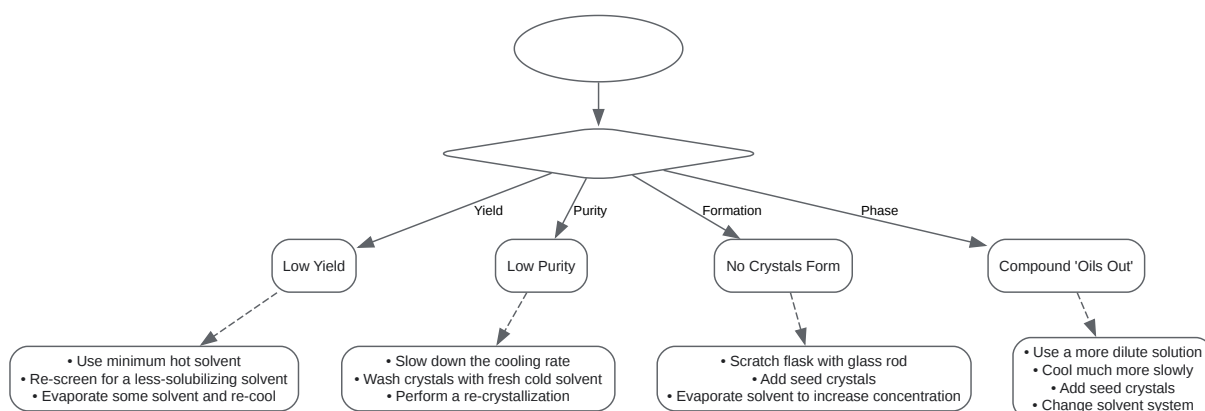 Yield
Purity
Formation
Phase
Low Yield
Low Purity
No Crystals Form
Compound 'Oils Out'
• Use minimum hot solvent
• Re-screen for a less-solubilizing solvent
• Evaporate some solvent and re-cool
• Slow down the cooling rate
• Wash crystals with fresh cold solvent
• Perform a re-crystallization
• Scratch flask with glass rod
• Add seed crystals
• Evaporate solvent to increase concentration
• Use a more dilute solution
• Cool much more slowly
• Add seed crystals
• Change solvent system